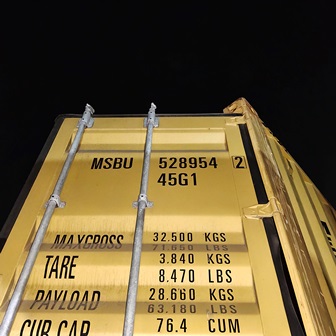 MSBU 528954 2
45G1
MAXGROSS 32.500 KGS
71.650 LBS
TARE 3.840 KGS
8.470 LBS
PAYLOAD 28.660 KGS
63.180 LBS
CUB CAP 76.4 CUM